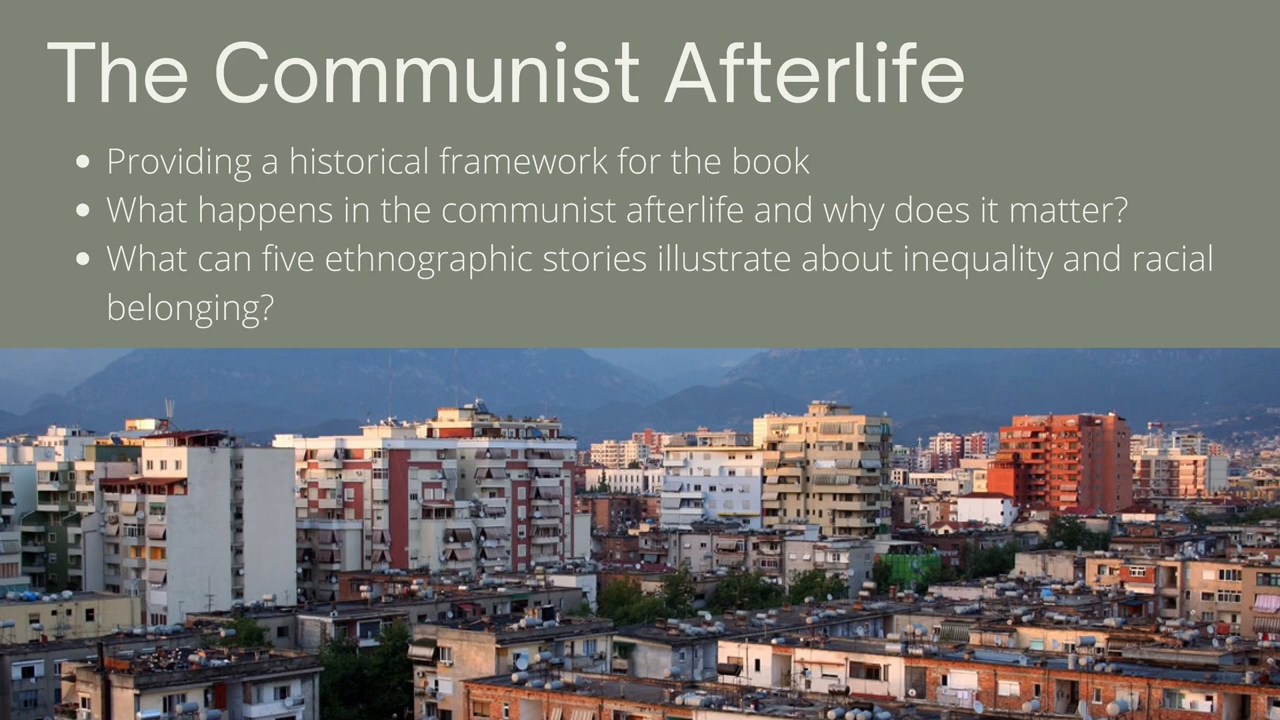 The Communist Afterlife
• Providing a historical framework for the book
• What happens in the communist afterlife and why does it matter?
• What can five ethnographic stories illustrate about inequality and racial
belonging?